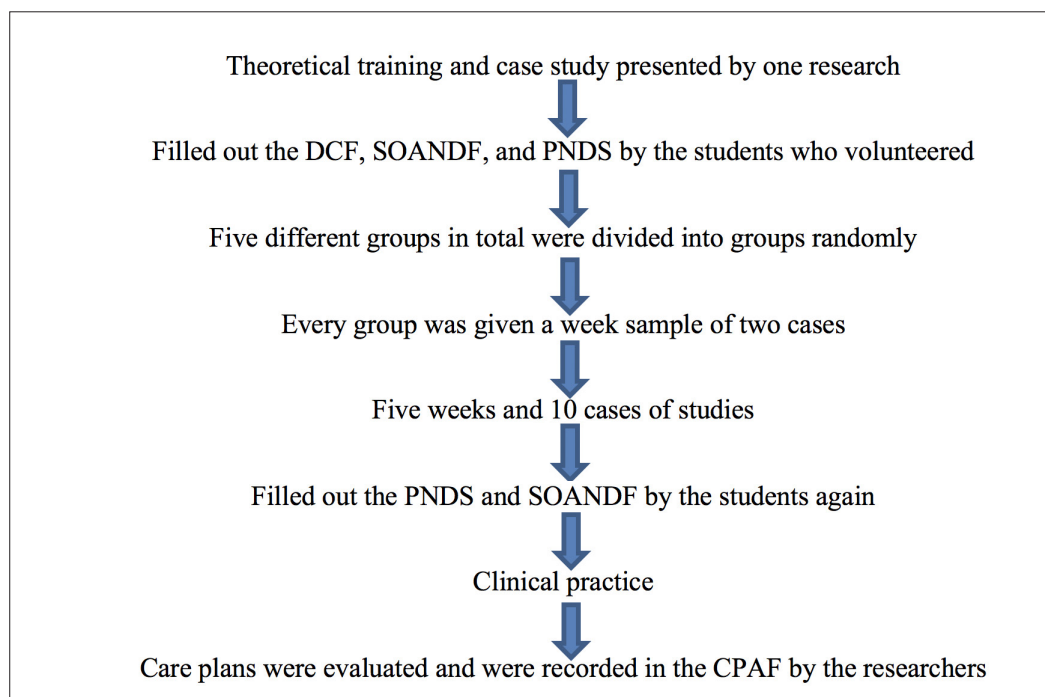 Theoretical training and case study presented by one research
Filled out the DCF, SOANDF, and PNDS by the students who volunteered
Five different groups in total were divided into groups randomly
Every group was given a week sample of two cases
Five weeks and 10 cases of studies
Filled out the PNDS and SOANDF by the students again
Clinical practice
Care plans were evaluated and were recorded in the CPAF by the researchers